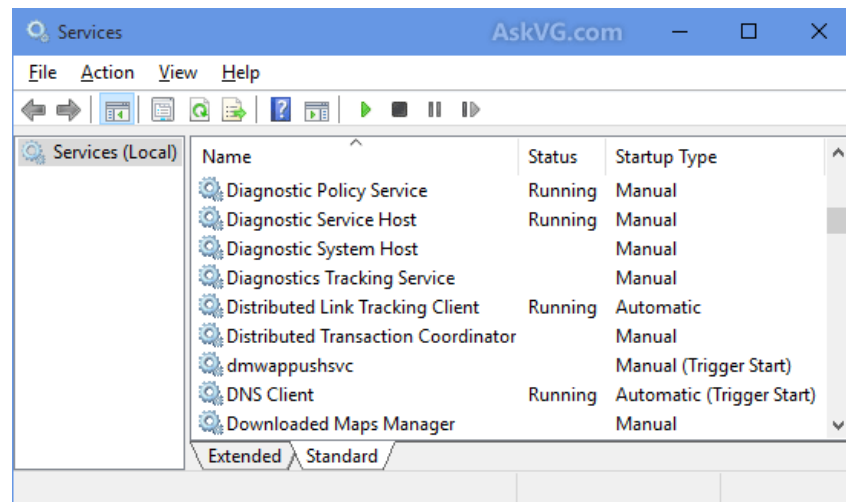 Services AskVG.com
File Action View Help
Services (Local) Name Status Startup Type
Diagnostic Policy Service Running Manual
Diagnostic Service Host Running Manual
Diagnostic System Host Manual
Diagnostics Tracking Service Manual
Distributed Link Tracking Client Running Automatic
Distributed Transaction Coordinator Manual
dmwappushsvc Manual (Trigger Start)
DNS Client Running Automatic (Trigger Start)
Downloaded Maps Manager Manual
Extended Standard